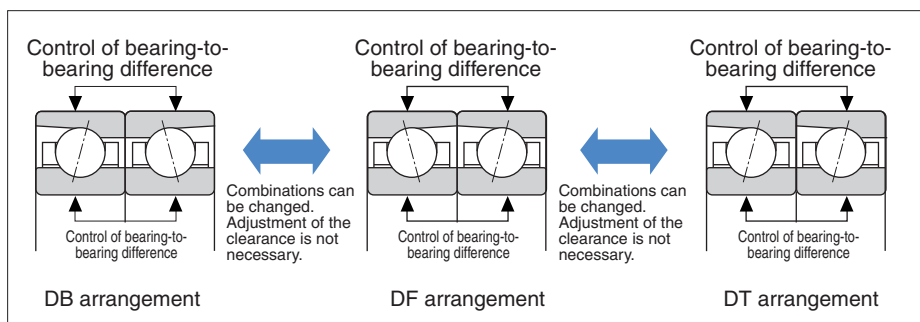 Control of bearing-to-
bearing difference
Control of bearing-to-
bearing difference
DB arrangement
Combinations can
be changed.
Adjustment of the
clearance is not
necessary.
Control of bearing-to-
bearing difference
Control of bearing-to-
bearing difference
DF arrangement
Combinations can
be changed.
Adjustment of the
clearance is not
necessary.
Control of bearing-to-
bearing difference
Control of bearing-to-
bearing difference
DT arrangement